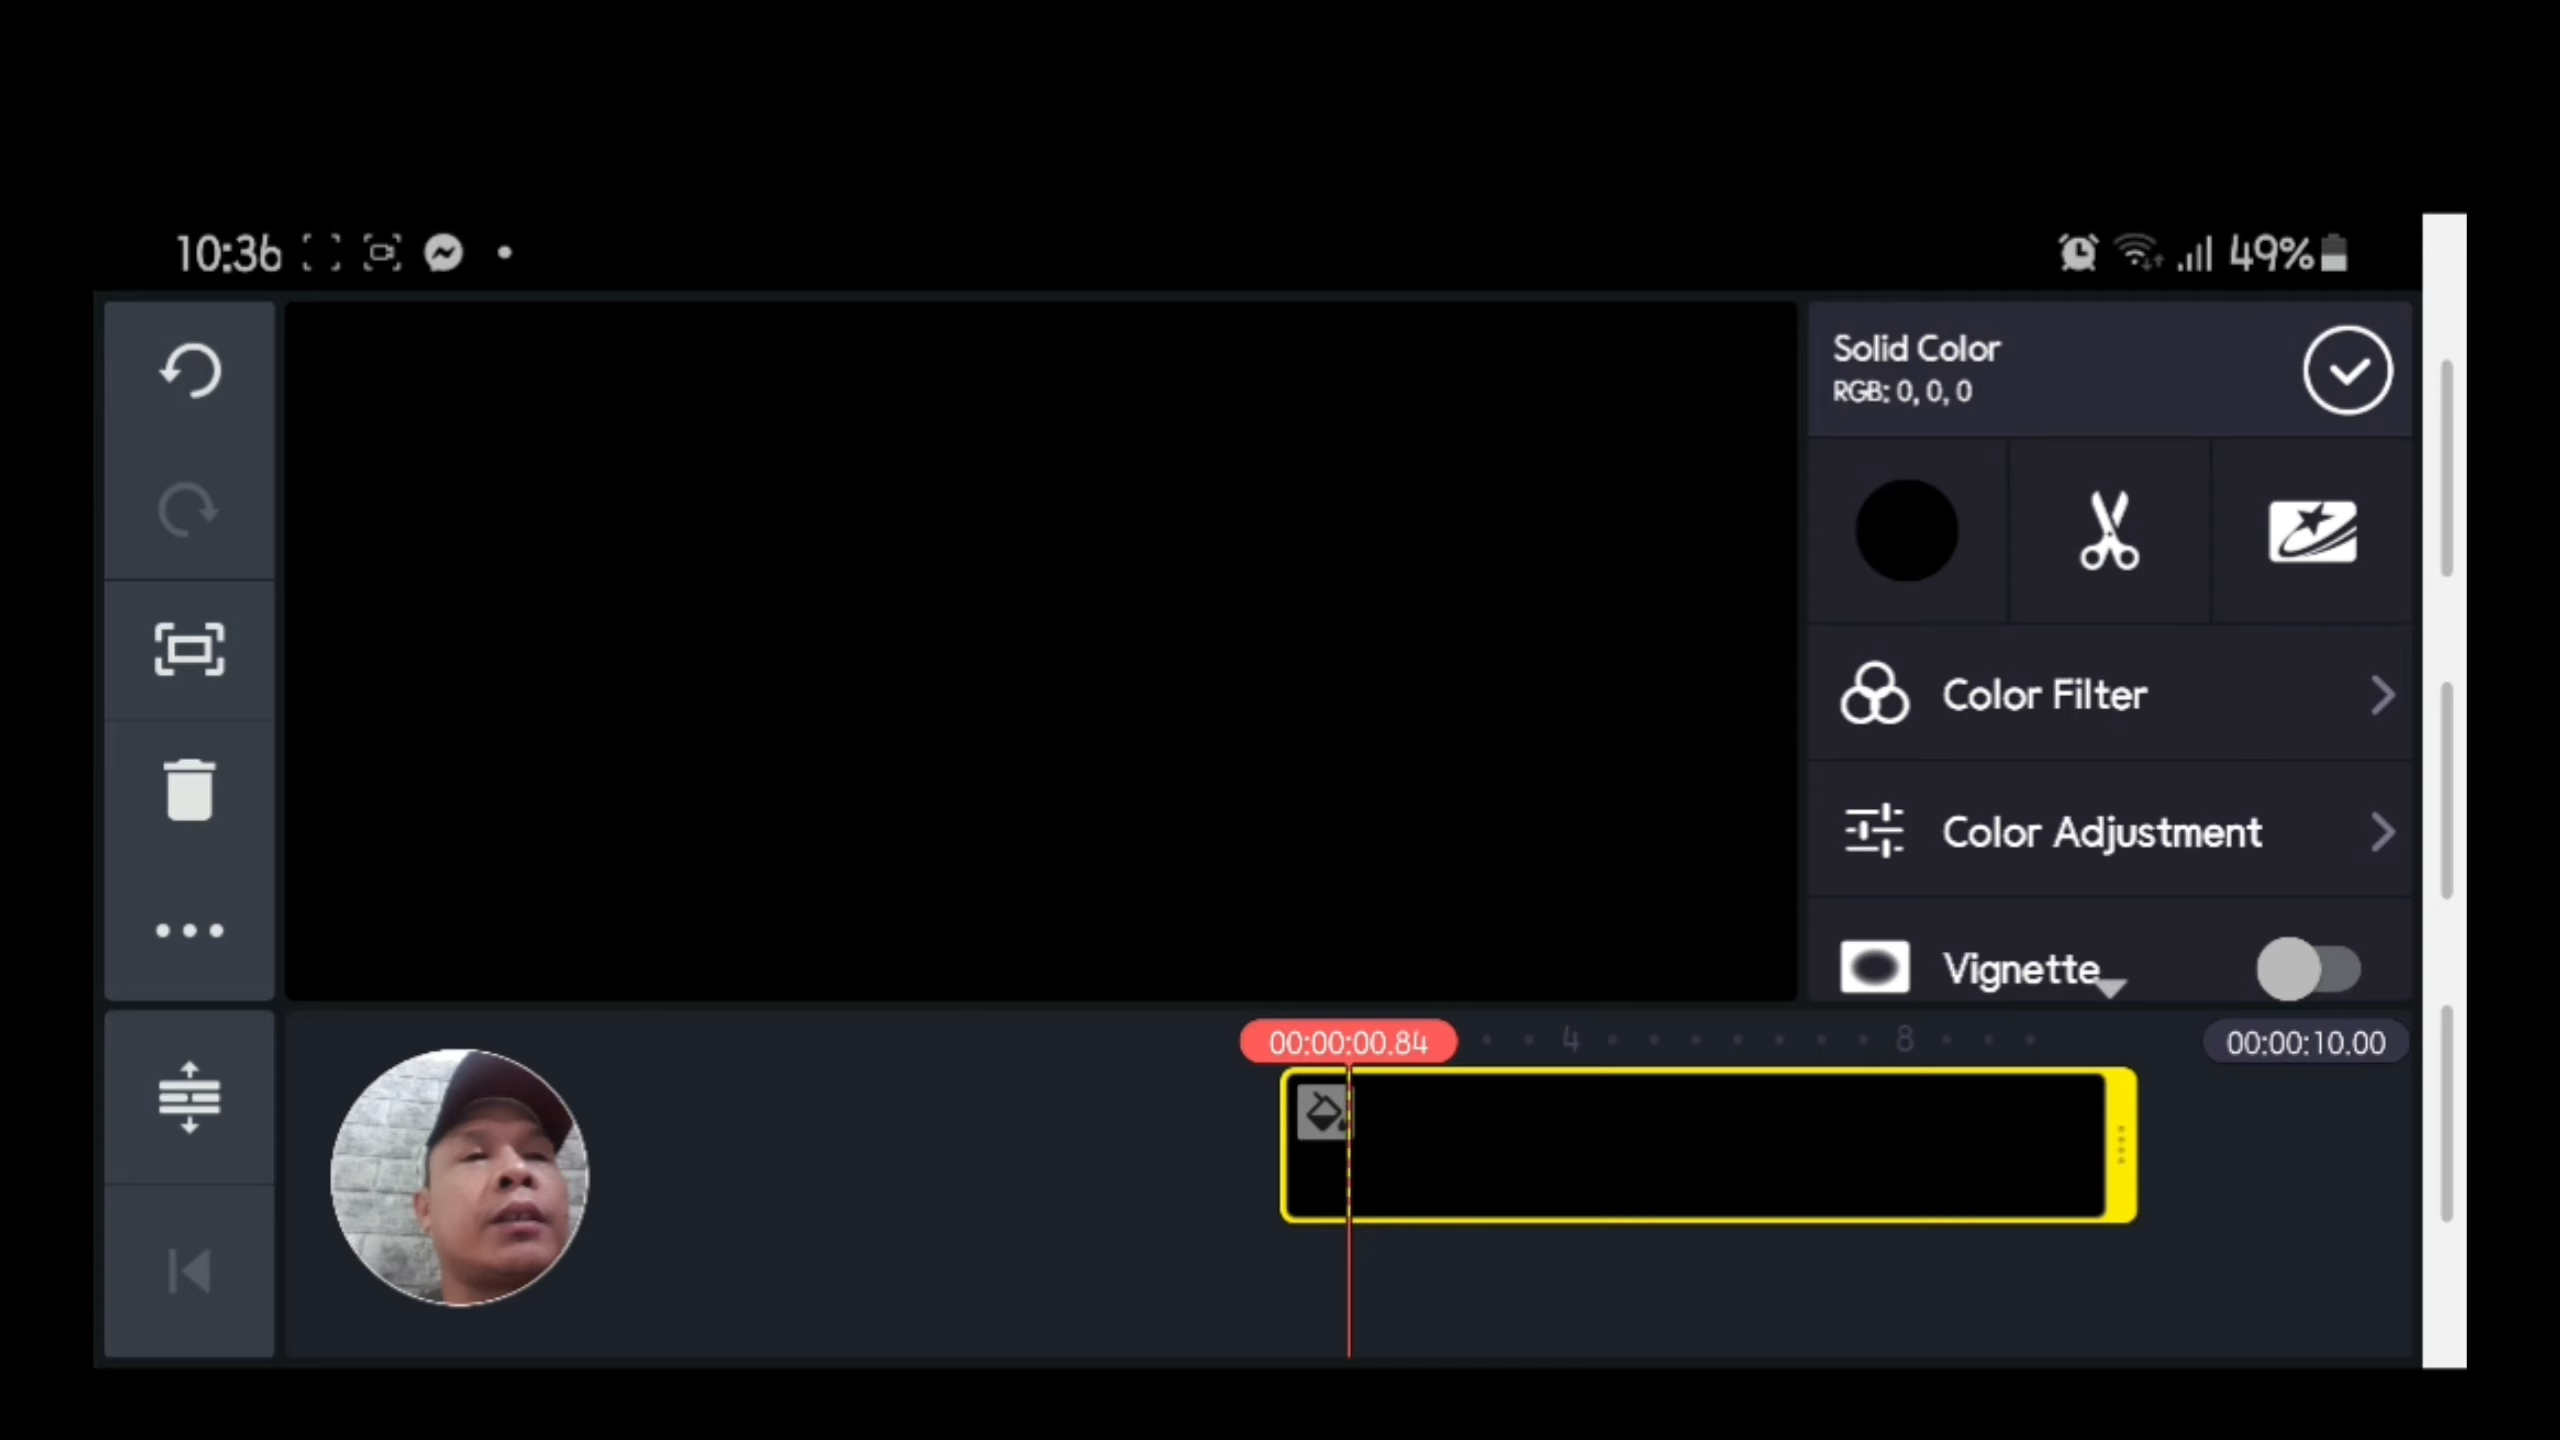 10:36
49%
Solid Color
RGB: 0, 0, 0
Color Filter
Color Adjustment
Vignette
00:00:00.84
4
8
00:00:10.00